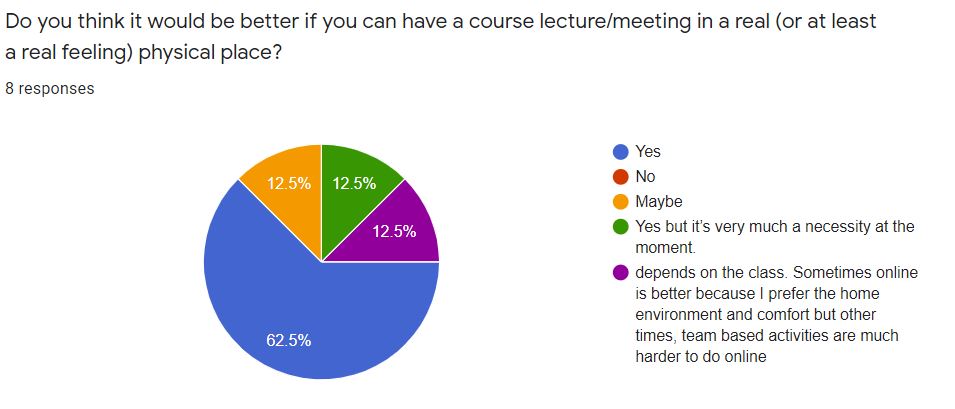 Do you think it would be better if you can have a course lecture/meeting in a real (or at least
a real feeling) physical place?
8 responses
12.5%
12.5%
12.5%
62.5%
Yes
No
Maybe
Yes but it's very much a necessity at the
moment.
depends on the class. Sometimes online
is better because I prefer the home
environment and comfort but other
times, team based activities are much
harder to do online